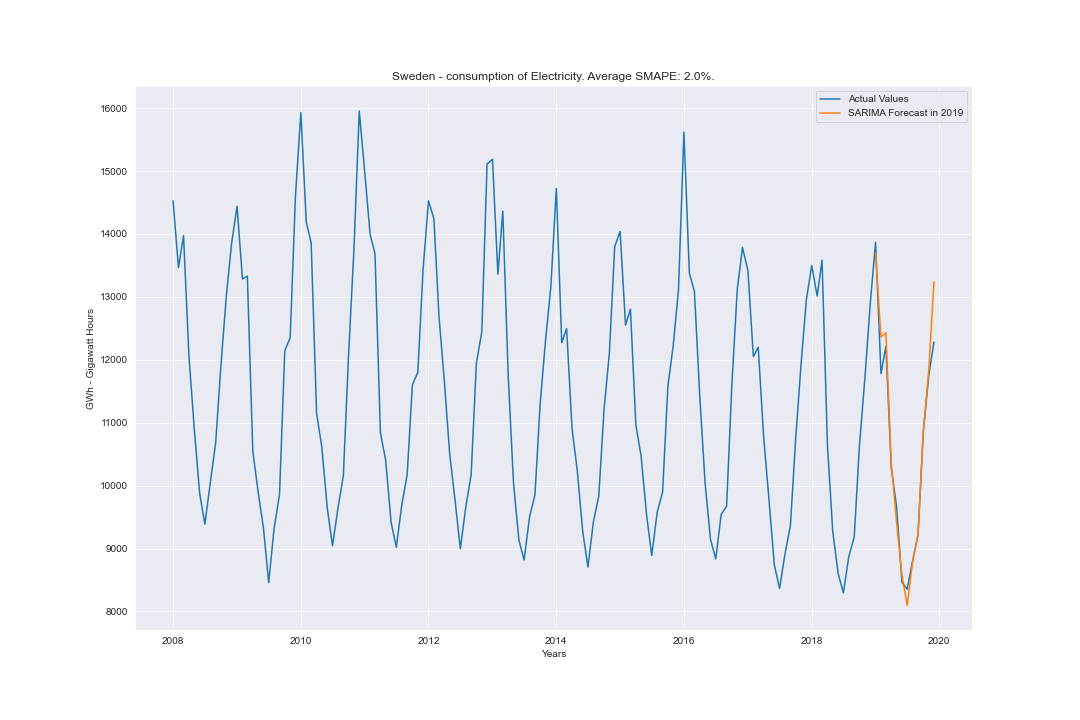 Sweden - consumption of Electricity. Average SMAPE: 2.0%.
Actual Values
SARIMA Forecast in 2019
16000
15000
14000
13000
12000
11000
10000
9000
8000
GWh - Gigawatt Hours
2008 2010 2012 2014 2016 2018 2020
Years